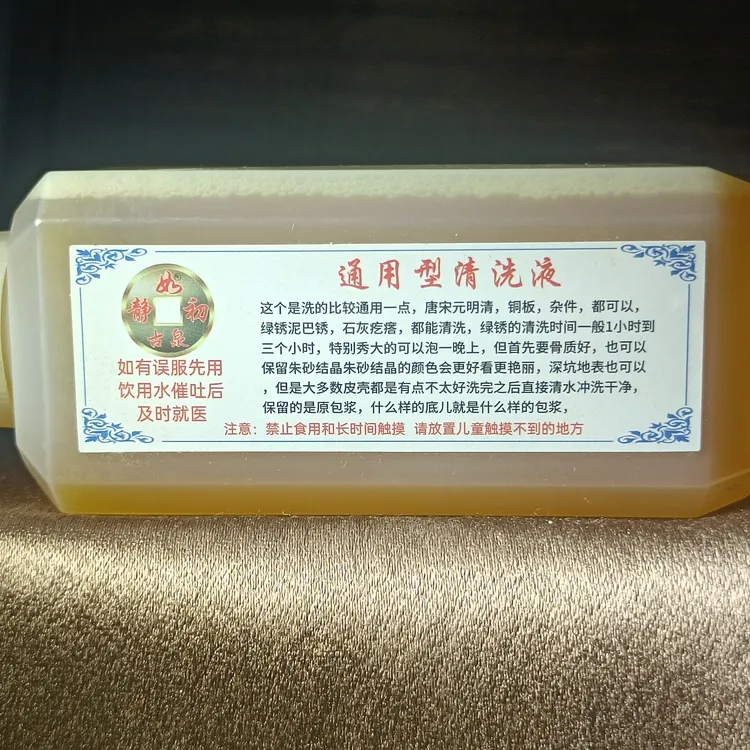 通用型清洗液
如初
静
古泉
如有误服先用
饮用水催吐后
及时就医
这个是洗的比较通用一点，唐宋元明清，铜板，杂件，都可以，
绿锈泥巴锈，石灰疙瘩，都能清洗，绿锈的清洗时间一般1小时到
三个小时，特别秀大的可以泡一晚上，但首先要骨质好，也可以
保留朱砂结晶朱砂结晶的颜色会更好看更艳丽，深坑地表也可以
，但是大多数皮壳都是有点不太好洗完之后直接清水冲洗干净，
保留的是原包浆，什么样的底儿就是什么样的包浆，
注意：禁止食用和长时间触摸 请放置儿童触摸不到的地方